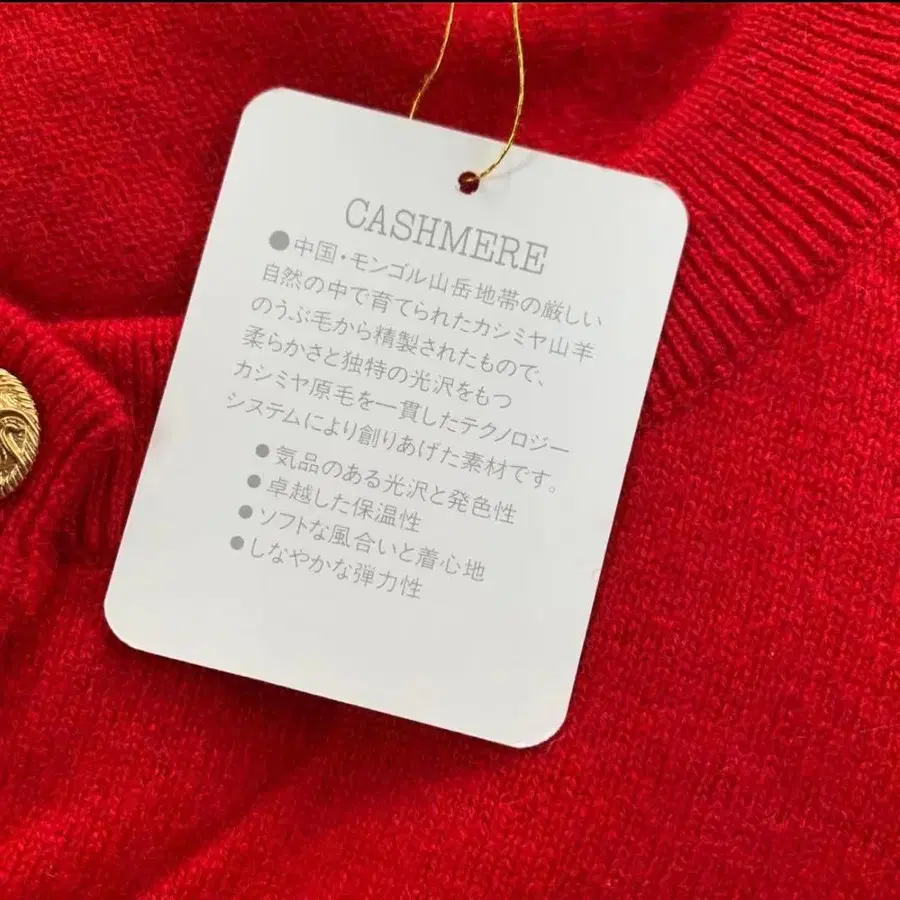 CASHMERE
●中国・モンゴル山岳地帯の厳しい
自然の中で育てられたカシミヤ山羊
のうぶ毛から精製されたもので、
柔らかさと独特の光沢をもつ
カシミヤ原毛を一貫したテクノロジー
システムにより創りあげた素材です。
●気品のある光沢と発色性
●卓越した保温性
●ソフトな風合いと着心地
●しなやかな弾力性